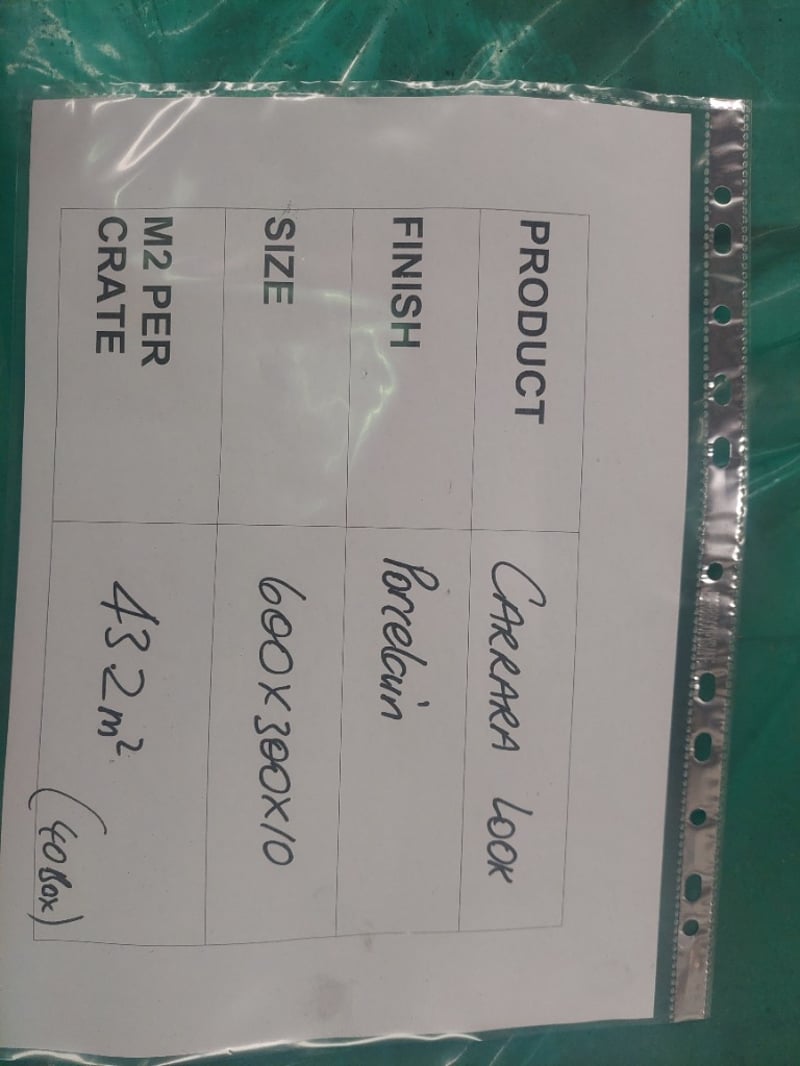 PRODUCT CARRARA LOOK
FINISH Porcelain
SIZE 600X300X10
M2 PER CRATE 43.2m² (40 Box)